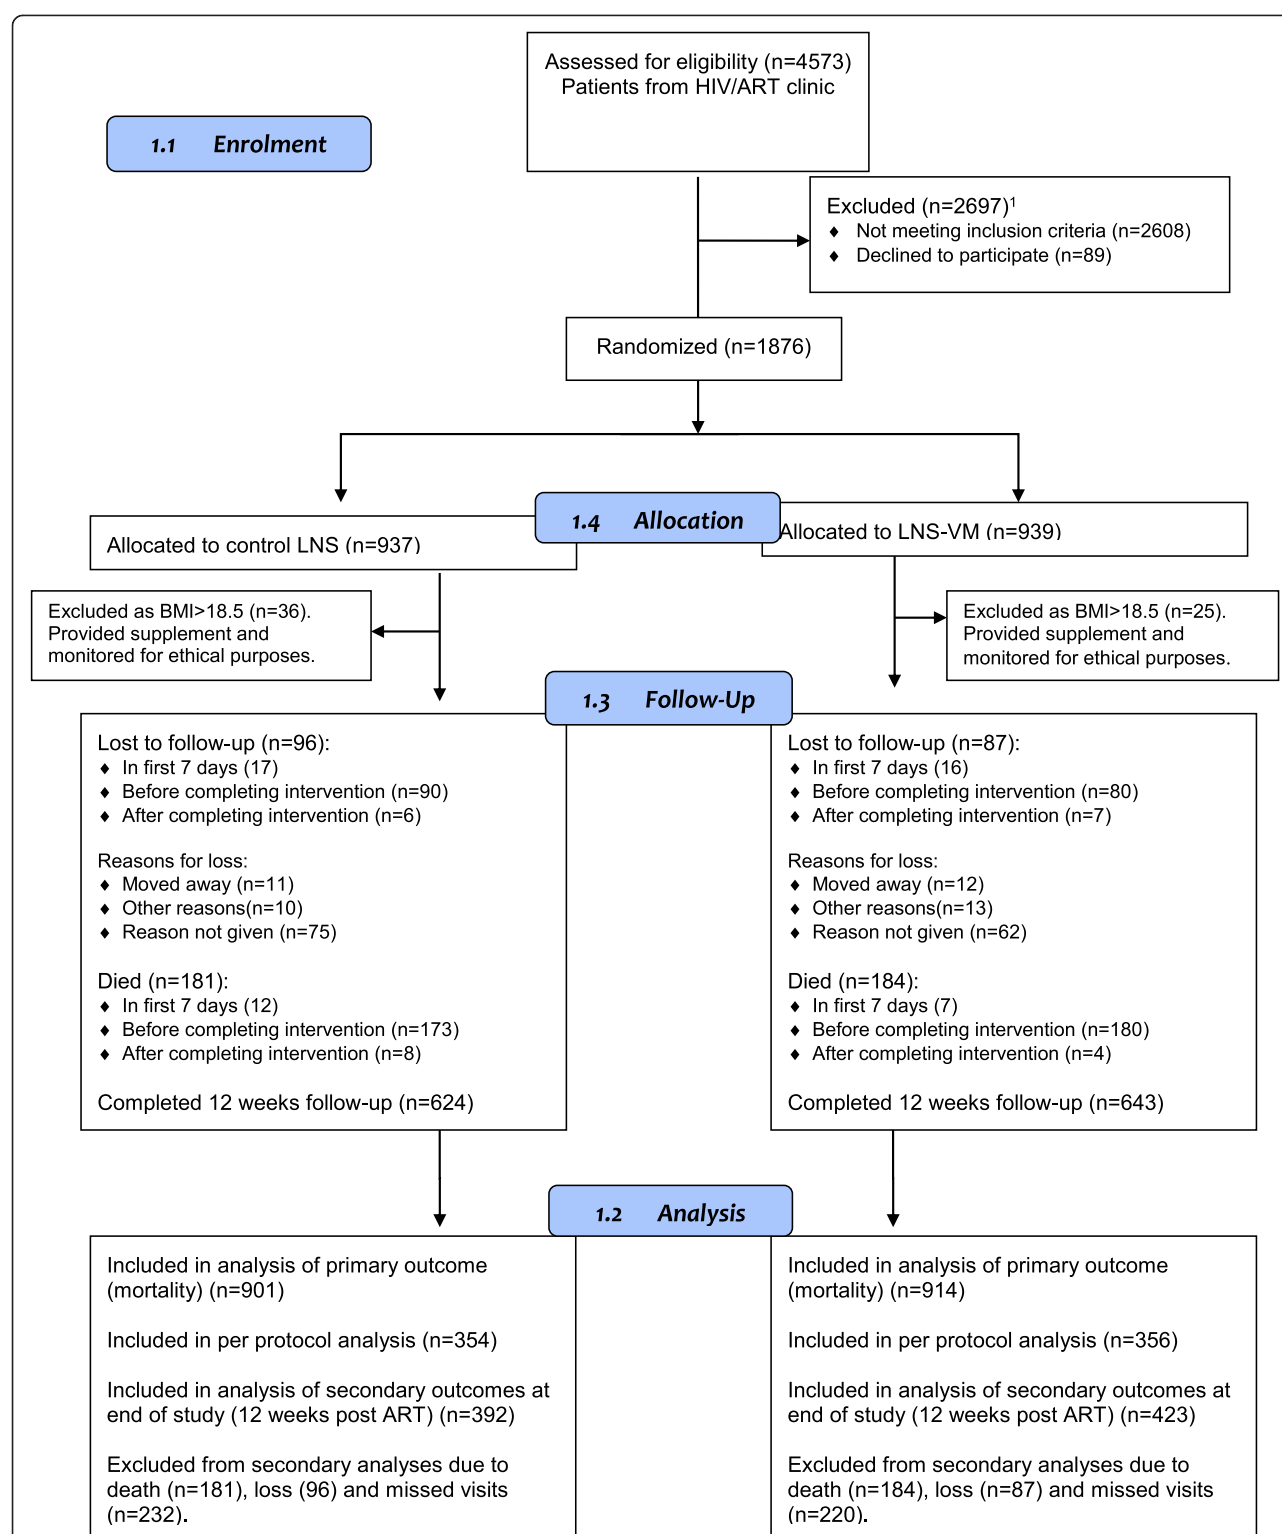 Assessed for eligibility (n=4573)
Patients from HIV/ART clinic
1.1 Enrolment
Excluded (n=2697)1
♦ Not meeting inclusion criteria (n=2608)
♦ Declined to participate (n=89)
Randomized (n=1876)
1.4 Allocation
Allocated to control LNS (n=937)
Allocated to LNS-VM (n=939)
Excluded as BMI>18.5 (n=36).
Provided supplement and
monitored for ethical purposes.
Excluded as BMI>18.5 (n=25).
Provided supplement and
monitored for ethical purposes.
1.3 Follow-Up
Lost to follow-up (n=96):
♦ In first 7 days (17)
♦ Before completing intervention (n=90)
♦ After completing intervention (n=6)
Reasons for loss:
♦ Moved away (n=11)
♦ Other reasons(n=10)
♦ Reason not given (n=75)
Died (n=181):
♦ In first 7 days (12)
♦ Before completing intervention (n=173)
♦ After completing intervention (n=8)
Completed 12 weeks follow-up (n=624)
Lost to follow-up (n=87):
♦ In first 7 days (16)
♦ Before completing intervention (n=80)
♦ After completing intervention (n=7)
Reasons for loss:
♦ Moved away (n=12)
♦ Other reasons(n=13)
♦ Reason not given (n=62)
Died (n=184):
♦ In first 7 days (7)
♦ Before completing intervention (n=180)
♦ After completing intervention (n=4)
Completed 12 weeks follow-up (n=643)
1.2 Analysis
Included in analysis of primary outcome
(mortality) (n=901)
Included in per protocol analysis (n=354)
Included in analysis of secondary outcomes at
end of study (12 weeks post ART) (n=392)
Excluded from secondary analyses due to
death (n=181), loss (96) and missed visits
(n=232).
Included in analysis of primary outcome
(mortality) (n=914)
Included in per protocol analysis (n=356)
Included in analysis of secondary outcomes at
end of study (12 weeks post ART) (n=423)
Excluded from secondary analyses due to
death (n=184), loss (n=87) and missed visits
(n=220).